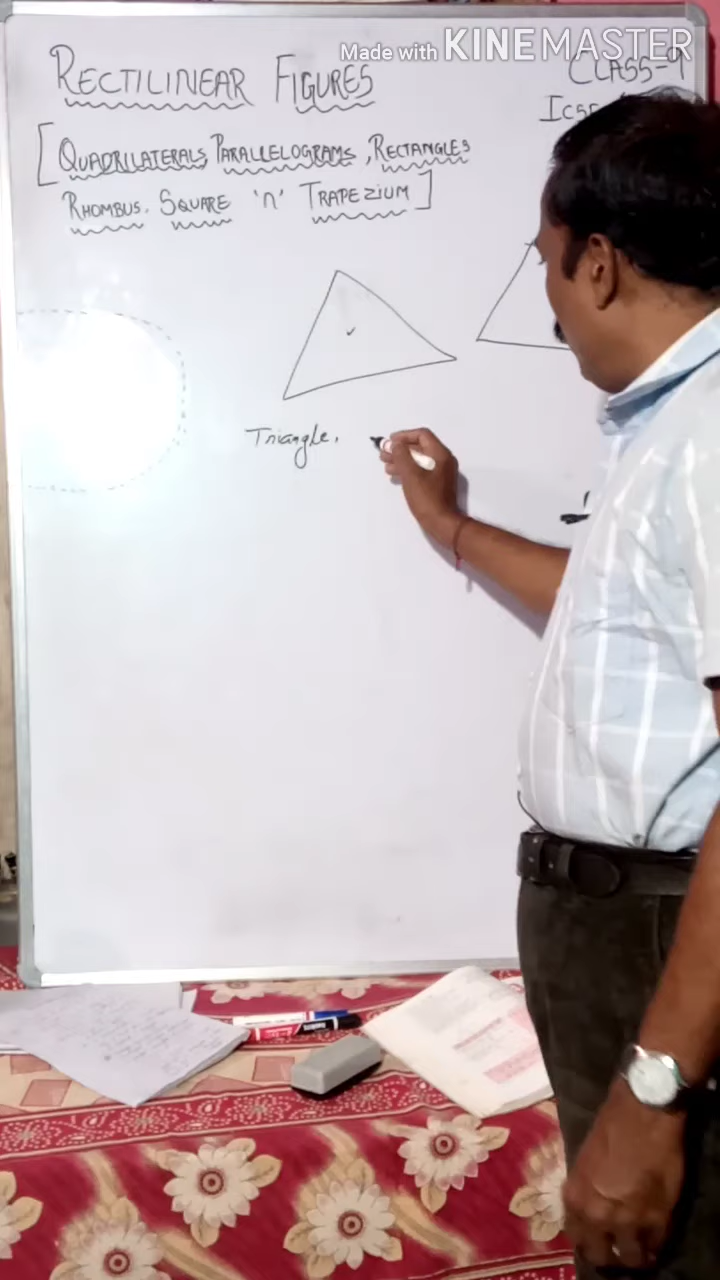 Made with KINEMASTER
RECTILINEAR FIGURES
CLASS-9
ICSE
[QUADRILATERALS, PARALLELOGRAMS, RECTANGLES
RHOMBUS. SQUARE 'n' TRAPEZIUM]
Triangle.